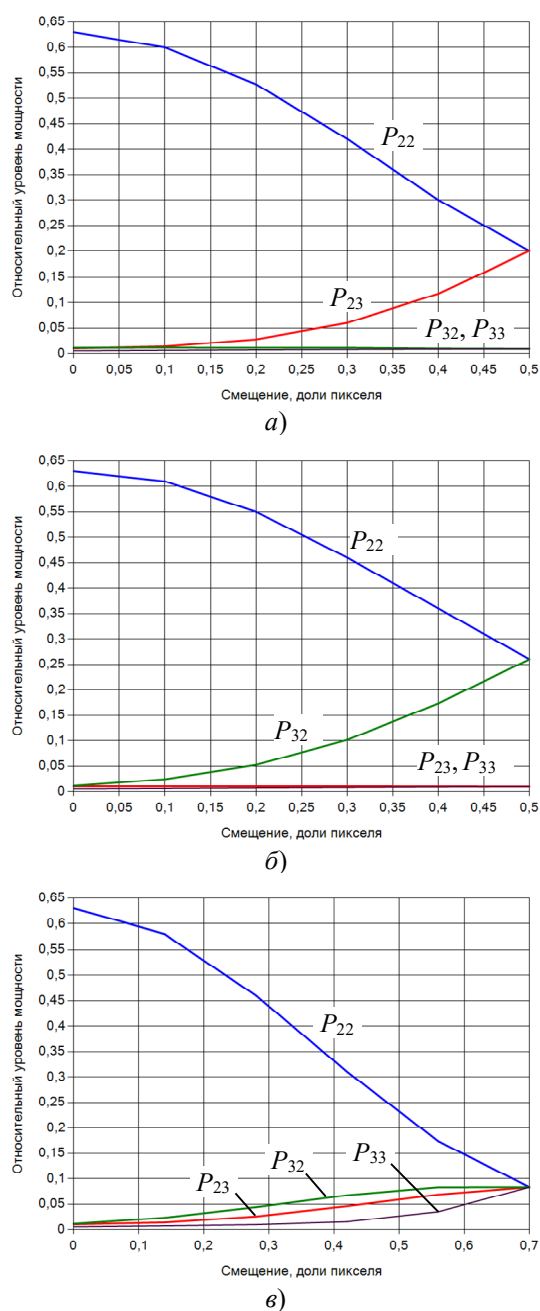 Относительный уровень мощности
0,65
0,6
0,55
0,5
0,45
0,4
0,35
0,3
0,25
0,2
0,15
0,1
0,05
0
P22
P23
P32, P33
0 0,05 0,1 0,15 0,2 0,25 0,3 0,35 0,4 0,45 0,5
Смещение, доли пикселя
а)
Относительный уровень мощности
0,65
0,6
0,55
0,5
0,45
0,4
0,35
0,3
0,25
0,2
0,15
0,1
0,05
0
P22
P32
P23, P33
0 0,05 0,1 0,15 0,2 0,25 0,3 0,35 0,4 0,45 0,5
Смещение, доли пикселя
б)
Относительный уровень мощности
0,65
0,6
0,55
0,5
0,45
0,4
0,35
0,3
0,25
0,2
0,15
0,1
0,05
0
P22
P33
P32
P23
0 0,1 0,2 0,3 0,4 0,5 0,6 0,7
Смещение, доли пикселя
в)